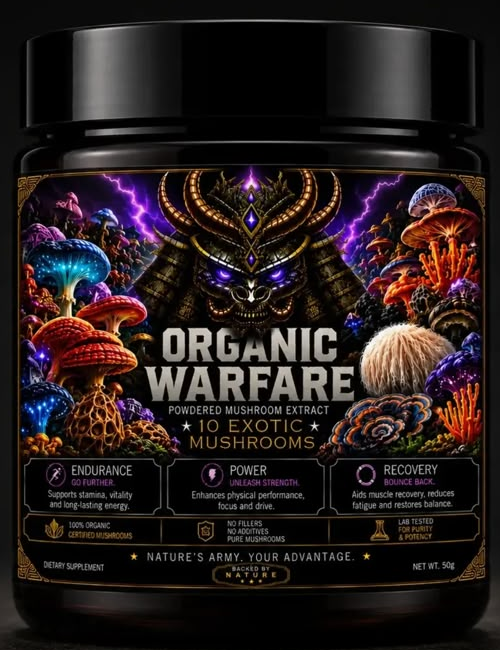 ORGANIC
WARFARE
POWDERED MUSHROOM EXTRACT
★ 10 EXOTIC ★
MUSHROOMS
ENDURANCE
GO FURTHER.
Supports stamina, vitality
and long-lasting energy.
POWER
UNLEASH STRENGTH.
Enhances physical performance,
focus and drive.
RECOVERY
BOUNCE BACK.
Aids muscle recovery, reduces
fatigue and restores balance.
100% ORGANIC
CERTIFIED MUSHROOMS
NO FILLERS
NO ADDITIVES
PURE MUSHROOMS
LAB TESTED
FOR PURITY
& POTENCY
★ NATURE'S ARMY. YOUR ADVANTAGE. ★
DIETARY SUPPLEMENT
BACKED BY
NATURE
★ ★ ★
NET WT. 50g